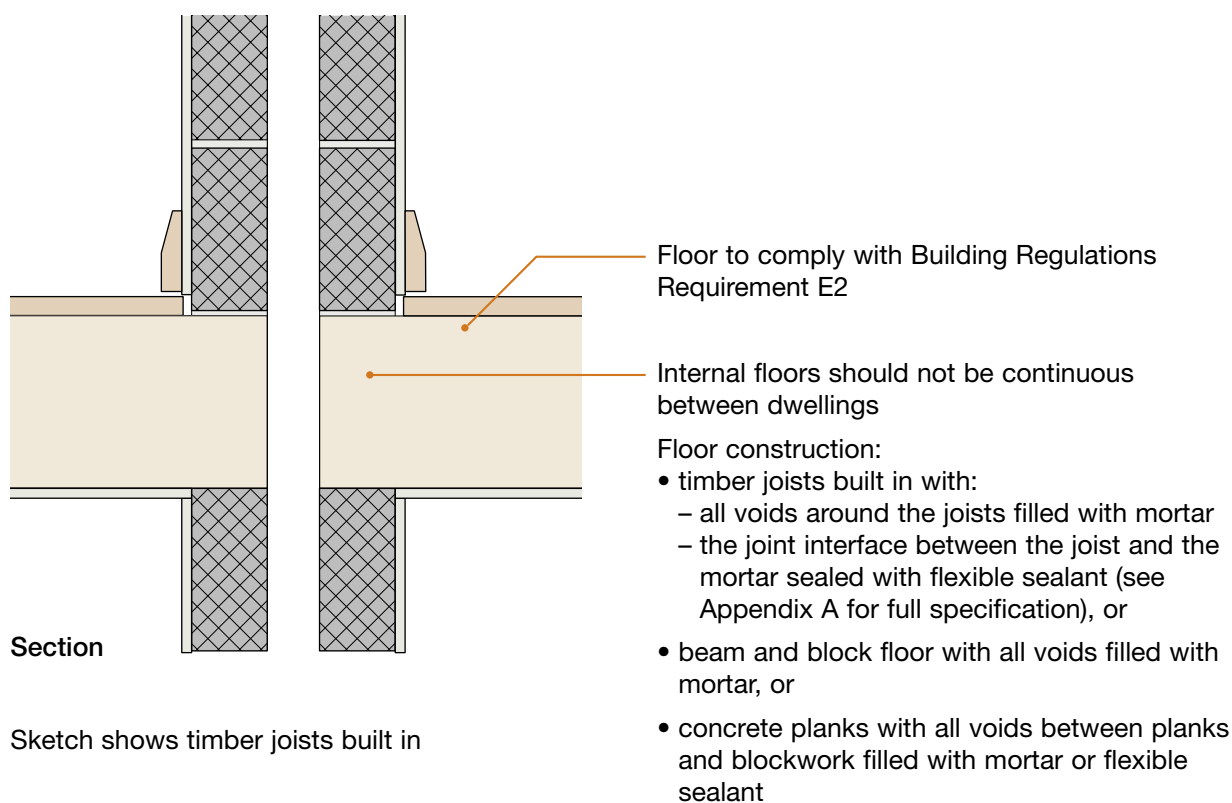 Floor to comply with Building Regulations
Requirement E2
Internal floors should not be continuous
between dwellings
Floor construction:
• timber joists built in with:
– all voids around the joists filled with mortar
– the joint interface between the joist and the
mortar sealed with flexible sealant (see
Appendix A for full specification), or
• beam and block floor with all voids filled with
mortar, or
• concrete planks with all voids between planks
and blockwork filled with mortar or flexible
sealant
Section
Sketch shows timber joists built in